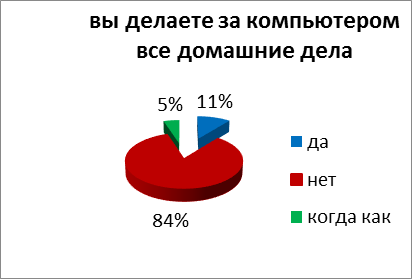 вы делаете за компьютером
все домашние дела
5%
11%
84%
да
нет
когда как